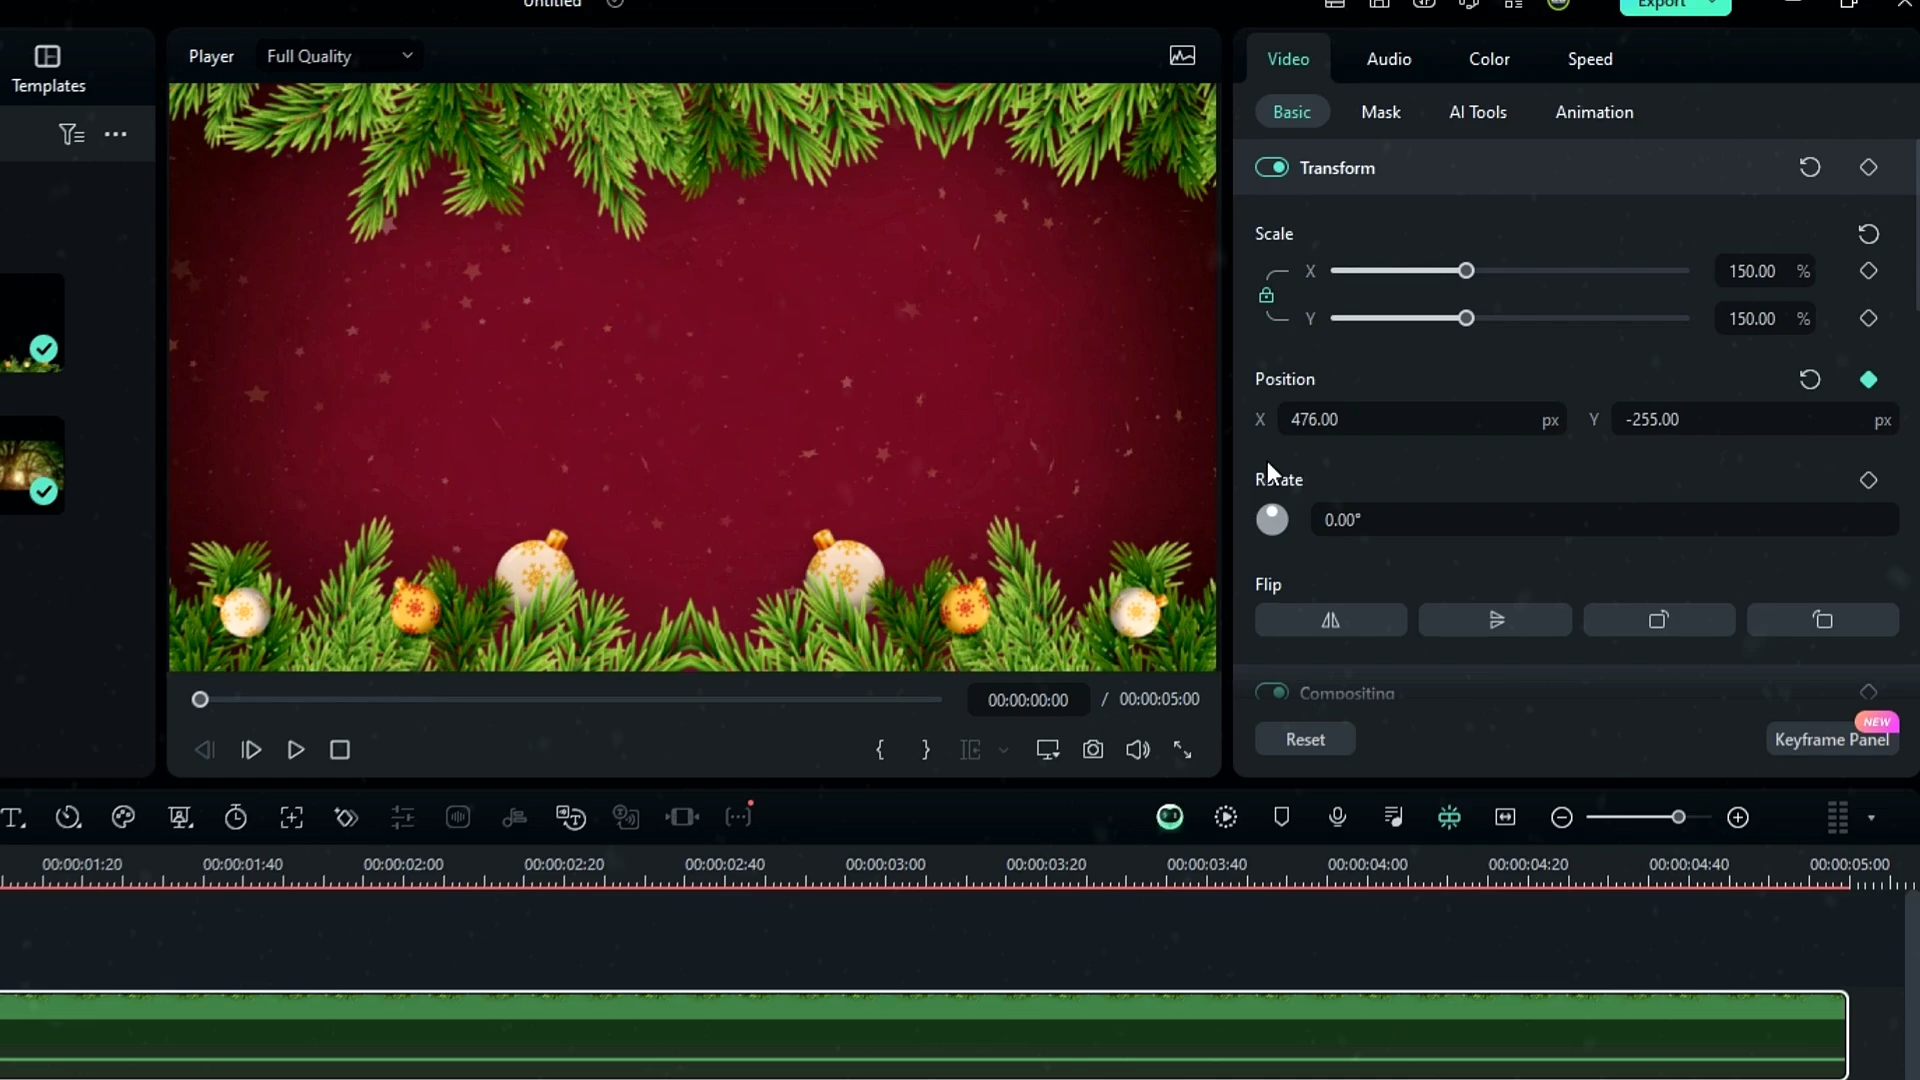 Untitled
Export
Templates
Player
Full Quality
Video
Audio
Color
Speed
Basic
Mask
AI Tools
Animation
Transform
Scale
X
150.00 %
Y
150.00 %
Position
X 476.00 px Y -255.00 px
Rotate
0.00°
Flip
Compositing
Reset
NEW
Keyframe Panel
00:00:00:00 / 00:00:05:00
00:00:01:20 00:00:01:40 00:00:02:00 00:00:02:20 00:00:02:40 00:00:03:00 00:00:03:20 00:00:03:40 00:00:04:00 00:00:04:20 00:00:04:40 00:00:05:00